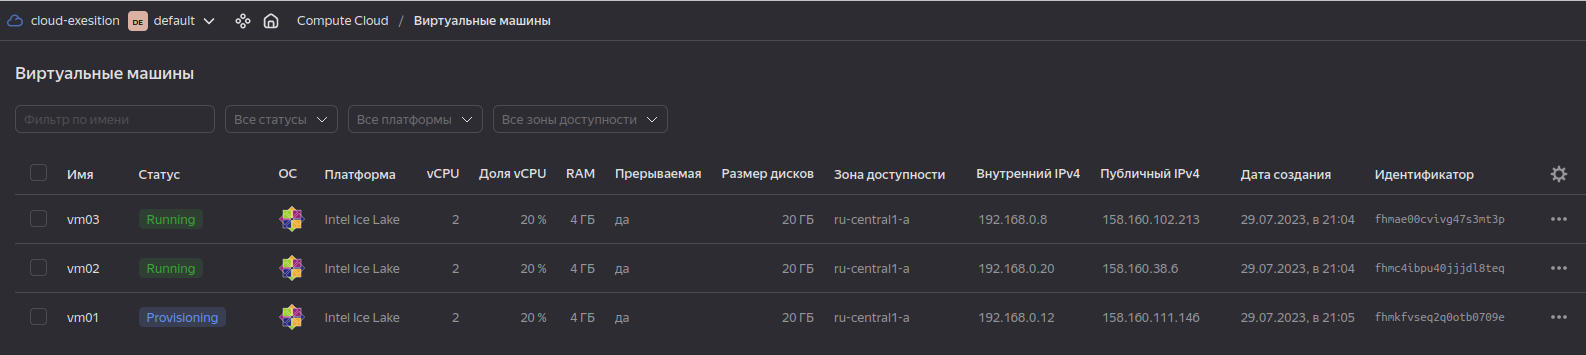 cloud-exesition DE default Compute Cloud / Виртуальные машины
Виртуальные машины
Фильтр по имени Все статусы Все платформы Все зоны доступности
Имя Статус ОС Платформа vCPU Доля vCPU RAM Прерываемая Размер дисков Зона доступности Внутренний IPv4 Публичный IPv4 Дата создания Идентификатор
vm03 Running Intel Ice Lake 2 20 % 4 ГБ да 20 ГБ ru-central1-a 192.168.0.8 158.160.102.213 29.07.2023, в 21:04 fhmae00cvivg47s3mt3p
vm02 Running Intel Ice Lake 2 20 % 4 ГБ да 20 ГБ ru-central1-a 192.168.0.20 158.160.38.6 29.07.2023, в 21:04 fhmc4ibpu40jjjdl8teq
vm01 Provisioning Intel Ice Lake 2 20 % 4 ГБ да 20 ГБ ru-central1-a 192.168.0.12 158.160.111.146 29.07.2023, в 21:05 fhmkfvseq2q0otb0709e